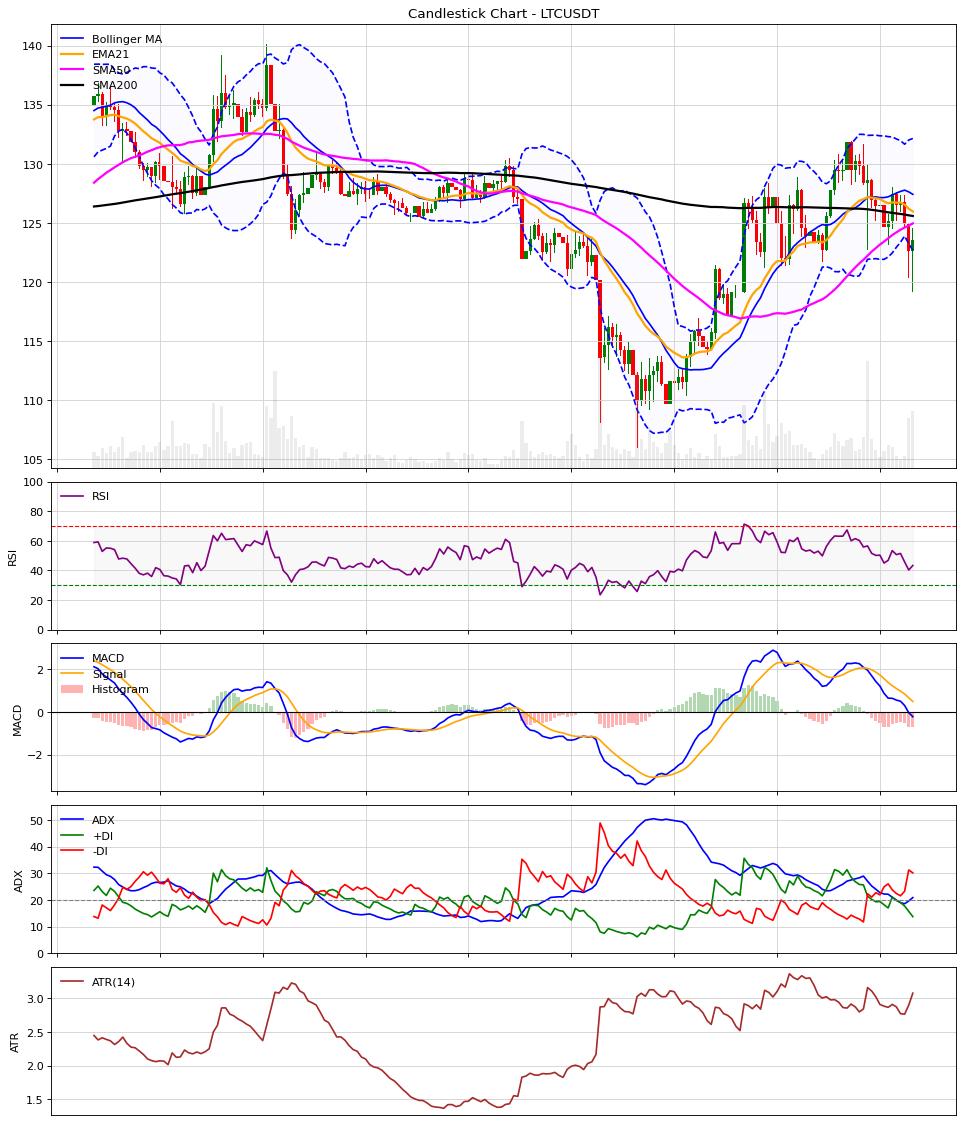 Candlestick Chart - LTCUSDT
Bollinger MA
EMA21
SMA50
SMA200
140
135
130
125
120
115
110
105
RSI
100
80
60
40
20
0
RSI
MACD
Signal
Histogram
2
0
−2
MACD
ADX
+DI
-DI
50
40
30
20
10
0
ADX
ATR(14)
3.0
2.5
2.0
1.5
ATR